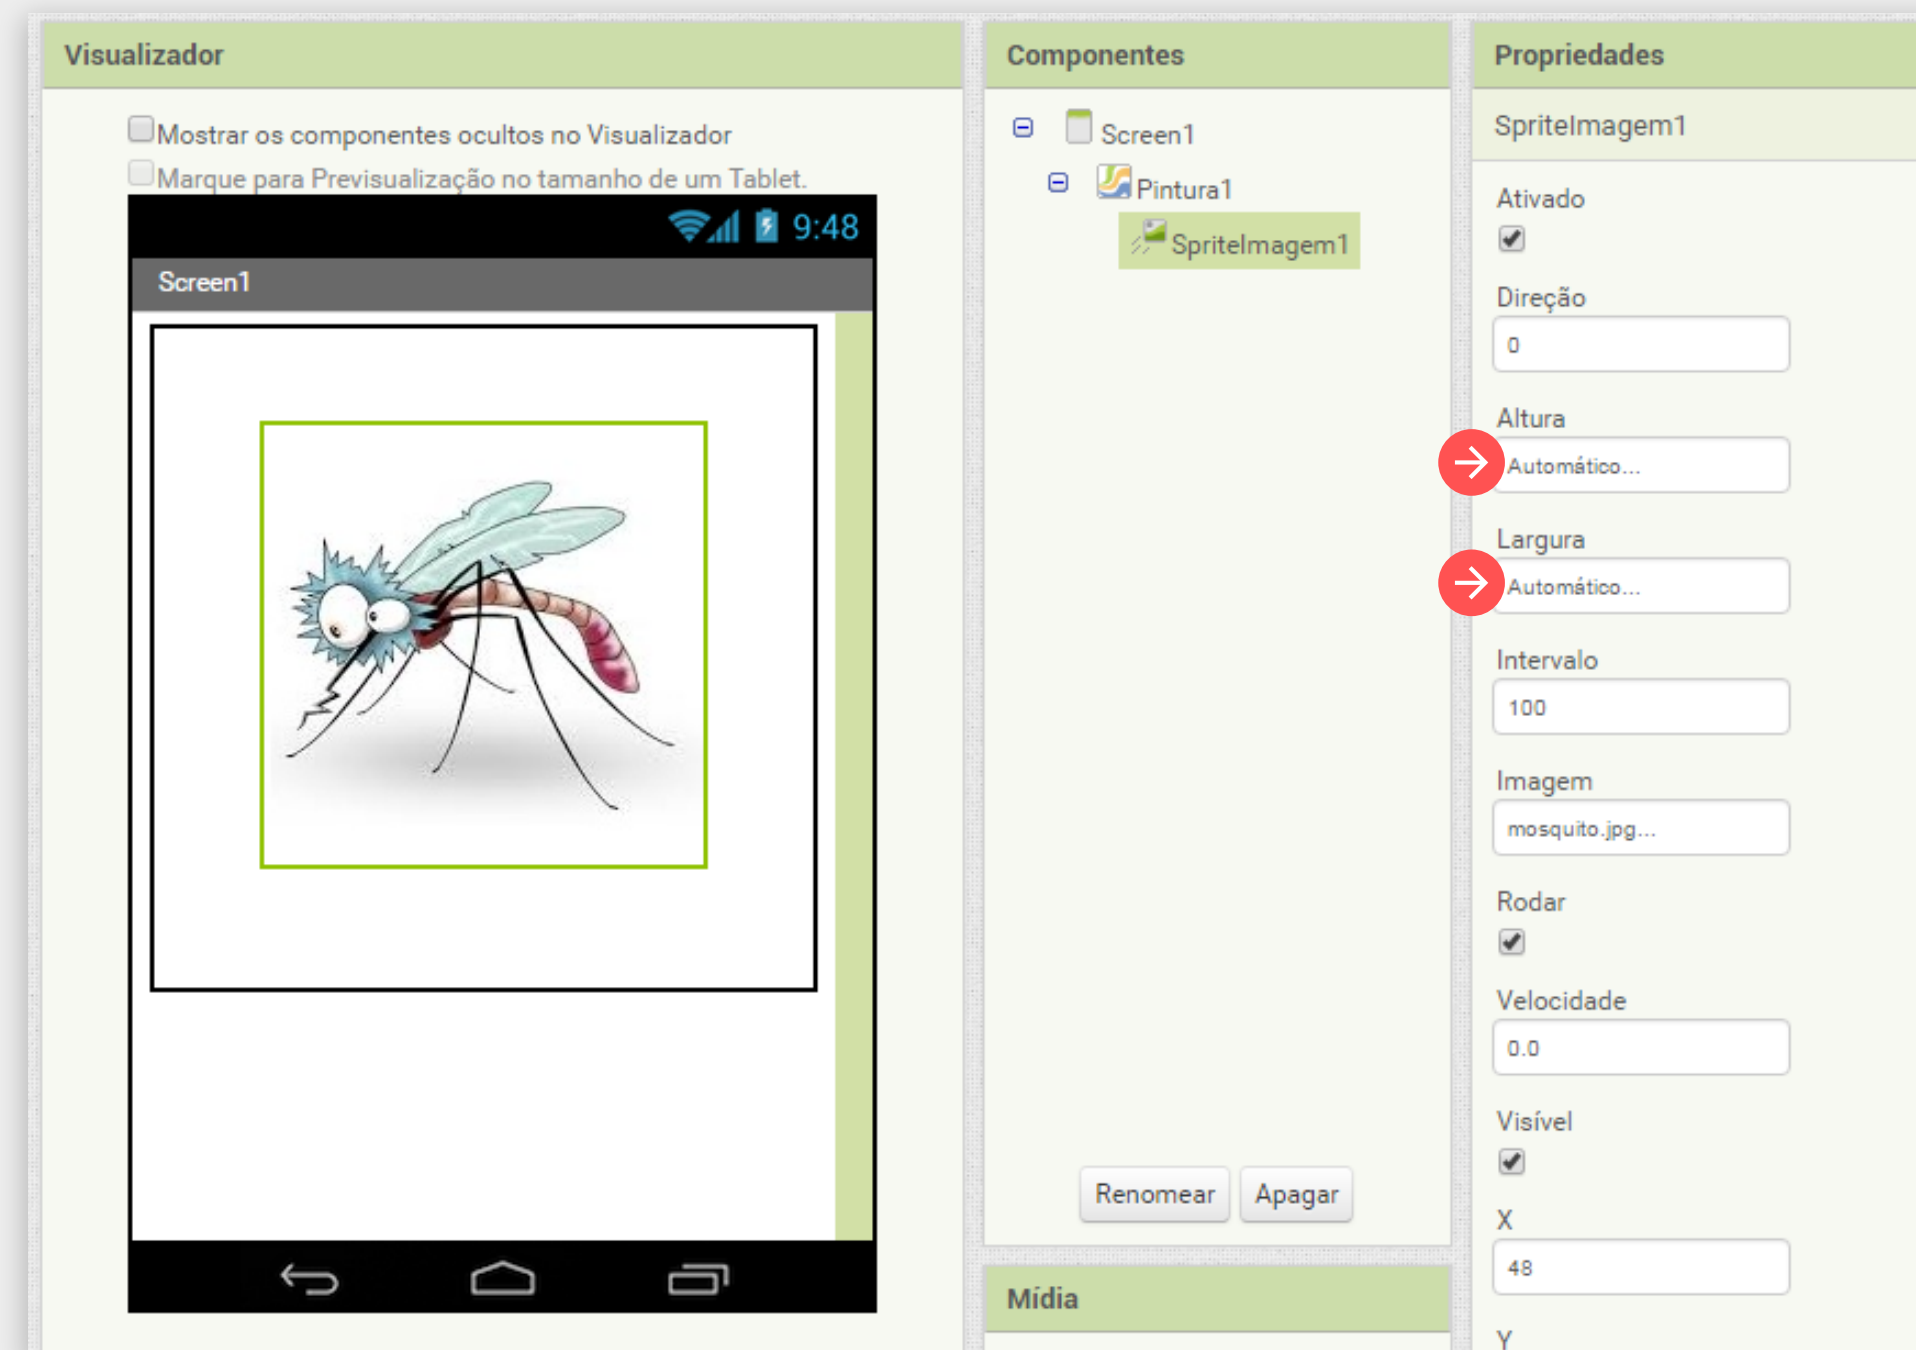 Visualizador
Mostrar os componentes ocultos no Visualizador
Marque para Previsualização no tamanho de um Tablet.
9:48
Screen1
Componentes
Screen1
Pintura1
SpriteImagem1
Renomear
Apagar
Mídia
Propriedades
SpriteImagem1
Ativado
Direção
0
Altura
Automático...
Largura
Automático...
Intervalo
100
Imagem
mosquito.jpg...
Rodar
Velocidade
0.0
Visível
X
48
Y